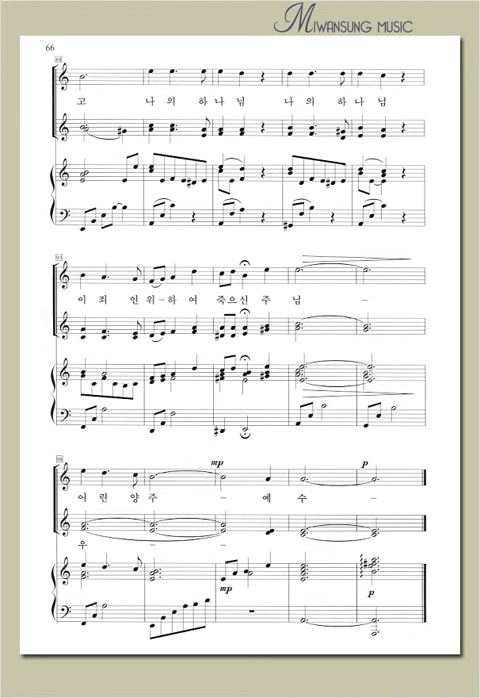 MIWANSUNG MUSIC
66
고 나 의 하 나 님 나 의 하 나 님
93
이 죄 인 위 - 하 여 죽으신 주 님 -
mp p
어 린 양 주 - 예 수 -
우 - -
mp
p